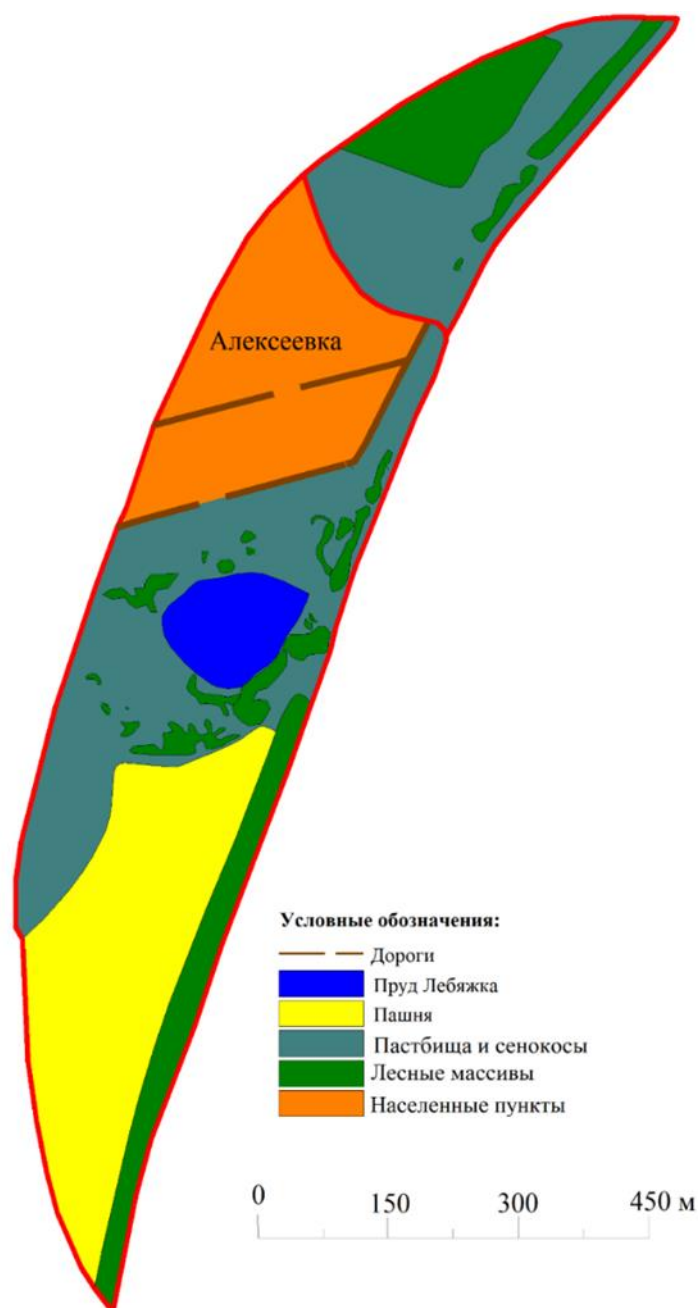 Алексеевка
Условные обозначения:
Дороги
Пруд Лебяжка
Пашня
Пастбища и сенокосы
Лесные массивы
Населенные пункты
0 150 300 450 м